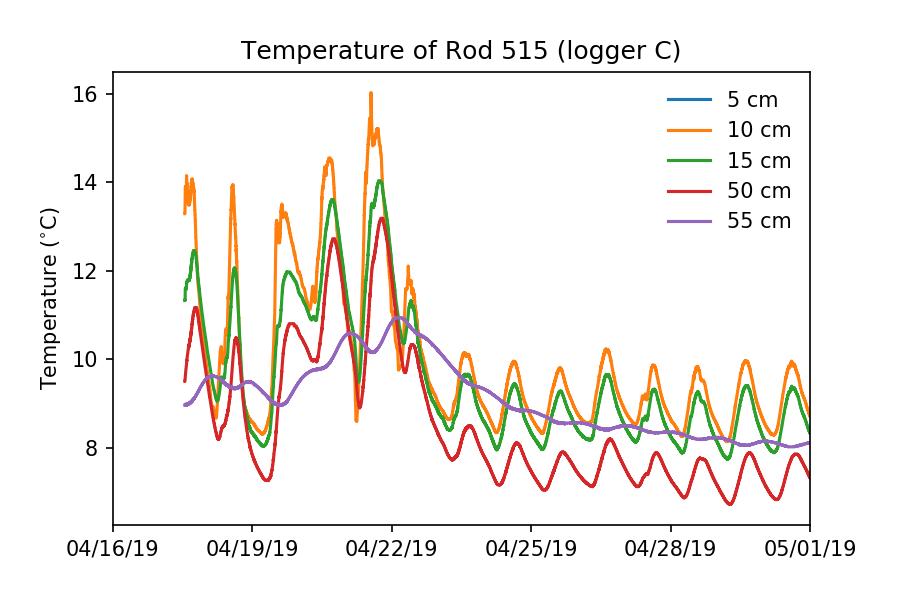 Temperature of Rod 515 (logger C)
Temperature (°C)
16
14
12
10
8
5 cm
10 cm
15 cm
50 cm
55 cm
04/16/19 04/19/19 04/22/19 04/25/19 04/28/19 05/01/19